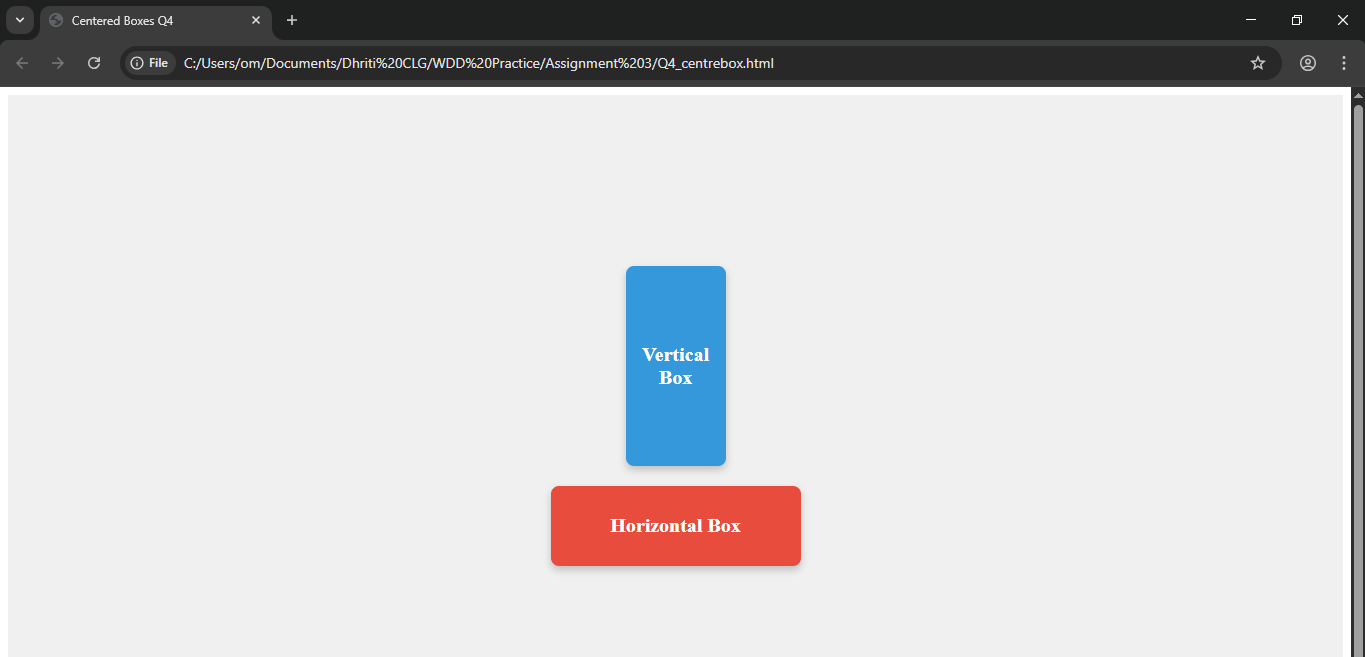 Centered Boxes Q4
File
C:/Users/om/Documents/Dhriti%20CLG/WDD%20Practice/Assignment%203/Q4_centrebox.html
Vertical
Box
Horizontal Box